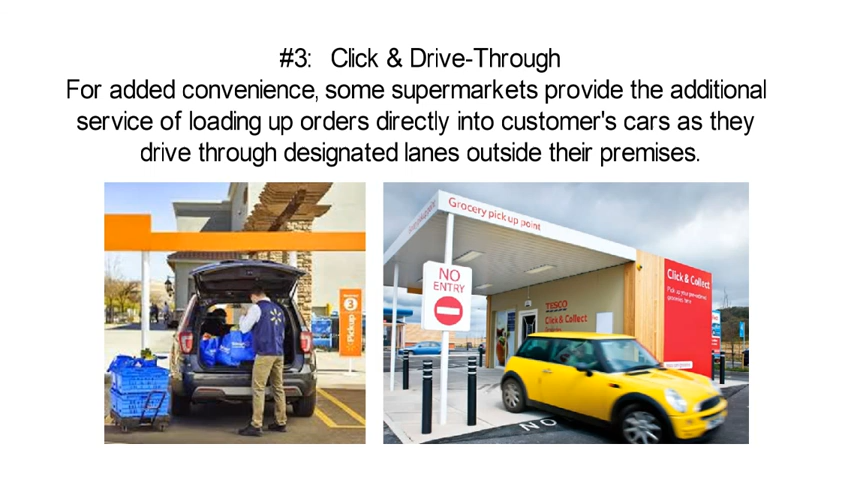 #3: Click & Drive-Through
For added convenience, some supermarkets provide the additional
service of loading up orders directly into customer's cars as they
drive through designated lanes outside their premises.
3
Pickup
Grocery pick up point
NO
ENTRY
TESCO
Click & Collect
Click & Collect
NO